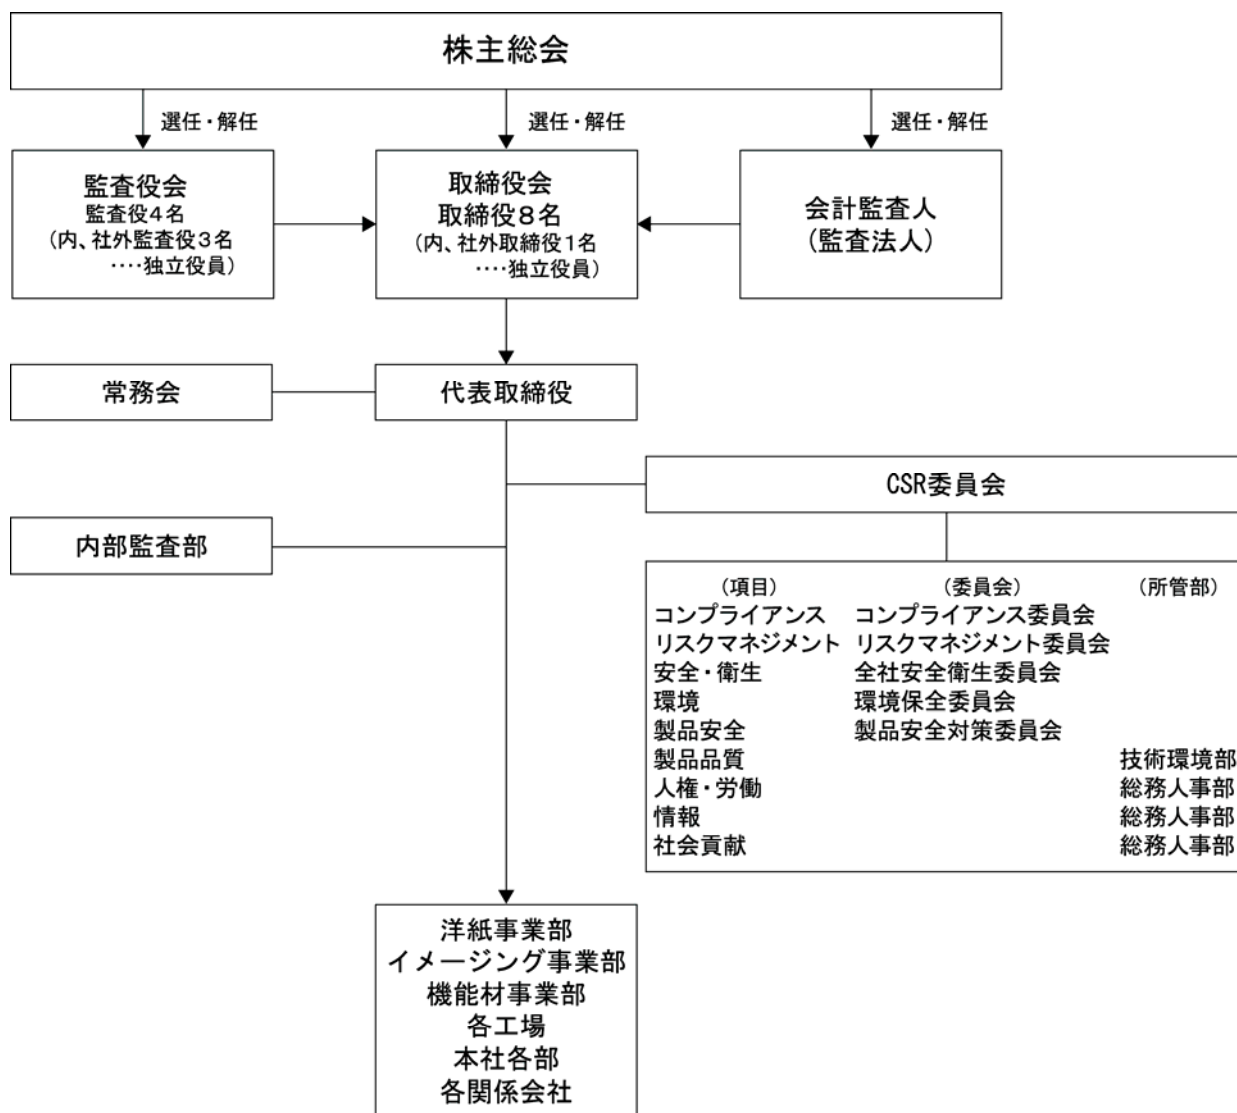 株主総会
選任・解任
選任・解任
選任・解任
監査役会
監査役4名
(内、社外監査役3名
‥‥独立役員)
取締役会
取締役8名
(内、社外取締役1名
‥‥独立役員)
会計監査人
(監査法人)
常務会
代表取締役
CSR委員会
内部監査部
(項目) (委員会) (所管部)
コンプライアンス コンプライアンス委員会
リスクマネジメント リスクマネジメント委員会
安全・衛生 全社安全衛生委員会
環境 環境保全委員会
製品安全 製品安全対策委員会
製品品質 技術環境部
人権・労働 総務人事部
情報 総務人事部
社会貢献 総務人事部
洋紙事業部
イメージング事業部
機能材事業部
各工場
本社各部
各関係会社